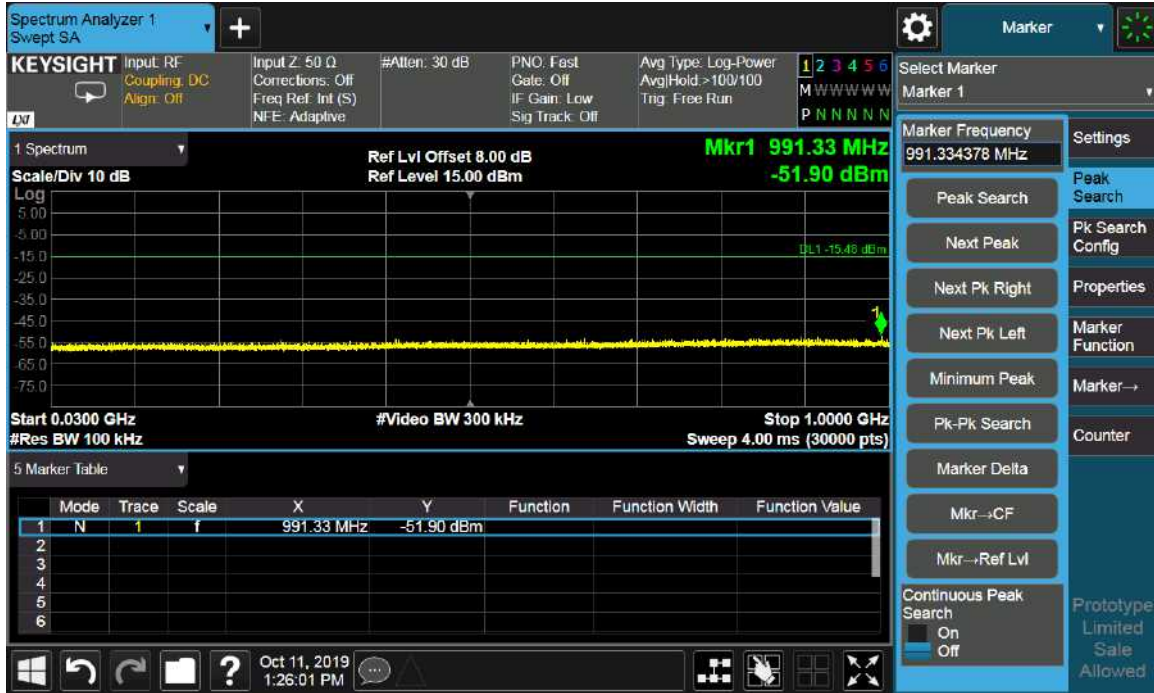 Spectrum Analyzer 1
Swept SA
Marker
KEYSIGHT
LXI
Input: RF
Coupling: DC
Align: Off
Input Z: 50 Ω
Corrections: Off
Freq Ref: Int (S)
NFE: Adaptive
#Atten: 30 dB
PNO: Fast
Gate: Off
IF Gain: Low
Sig Track: Off
Avg Type: Log-Power
Avg|Hold:>100/100
Trig: Free Run
1 2 3 4 5 6
M W W W W W
P N N N N N
Select Marker
Marker 1
1 Spectrum
Scale/Div 10 dB
Ref Lvl Offset 8.00 dB
Ref Level 15.00 dBm
Mkr1 991.33 MHz
-51.90 dBm
Log
5.00
-5.00
-15.0
-25.0
-35.0
-45.0
-55.0
-65.0
-75.0
DL1 -15.46 dBm
1
Start 0.0300 GHz
#Res BW 100 kHz
#Video BW 300 kHz
Stop 1.0000 GHz
Sweep 4.00 ms (30000 pts)
5 Marker Table
Mode Trace Scale X Y Function Function Width Function Value
1 N 1 f 991.33 MHz -51.90 dBm
2
3
4
5
6
Marker Frequency
991.334378 MHz
Peak Search
Next Peak
Next Pk Right
Next Pk Left
Minimum Peak
Pk-Pk Search
Marker Delta
Mkr→CF
Mkr→Ref Lvl
Continuous Peak
Search
On
Off
Settings
Peak
Search
Pk Search
Config
Properties
Marker
Function
Marker→
Counter
Prototype
Limited
Sale
Allowed
?
Oct 11, 2019
1:26:01 PM